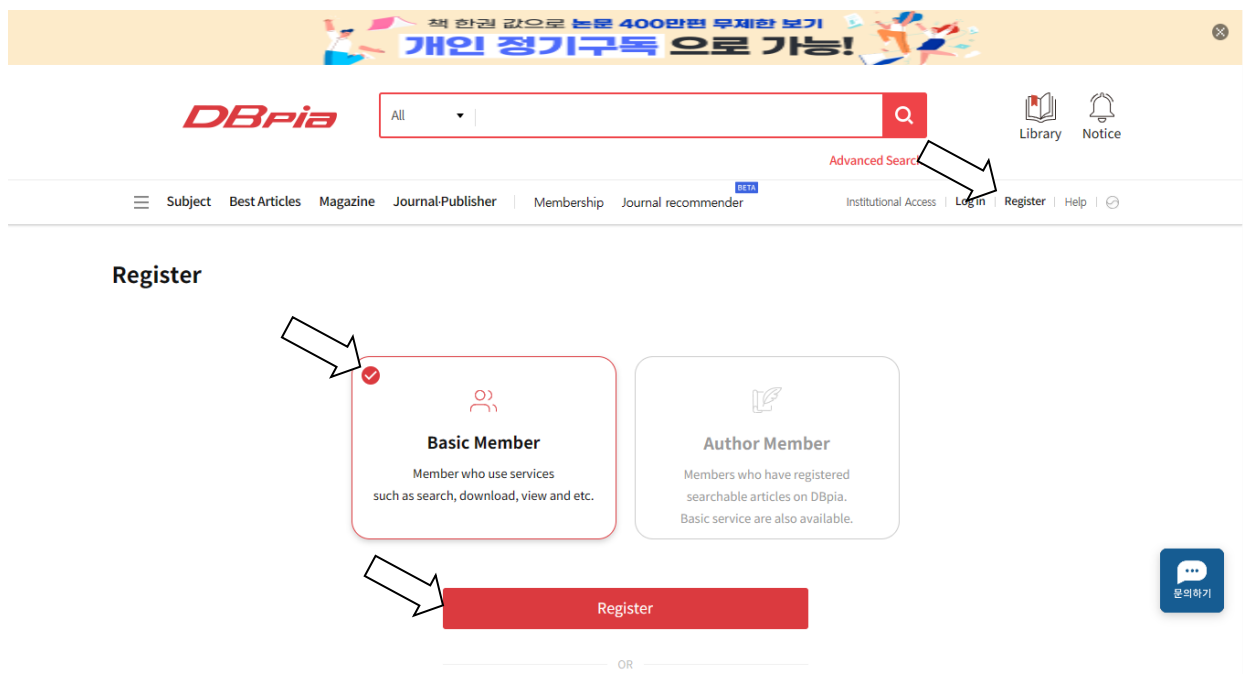 책 한권 값으로 논문 400만편 무제한 보기
개인 정기구독 으로 가능!
DBpia
All
Library
Notice
Advanced Search
BETA
Subject Best Articles Magazine Journal·Publisher Membership Journal recommender Institutional Access Log in Register Help
Register
Basic Member
Member who use services
such as search, download, view and etc.
Author Member
Members who have registered
searchable articles on DBpia.
Basic service are also available.
Register
문의하기
OR